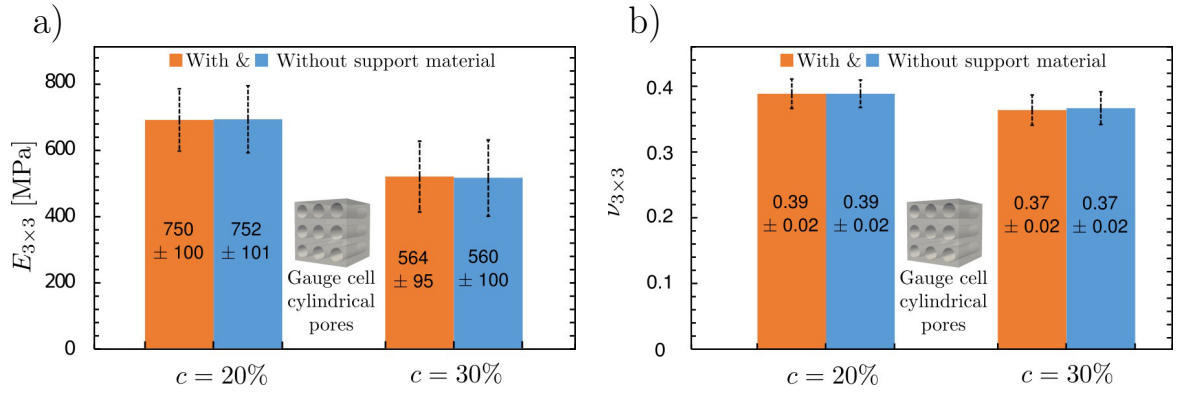 a)
With & Without support material
E3×3 [MPa]
800
600
400
200
0
750
± 100
752
± 101
564
± 95
560
± 100
Gauge cell
cylindrical
pores
c = 20%
c = 30%
b)
With & Without support material
ν3×3
0.4
0.3
0.2
0.1
0
0.39
± 0.02
0.39
± 0.02
0.37
± 0.02
0.37
± 0.02
Gauge cell
cylindrical
pores
c = 20%
c = 30%